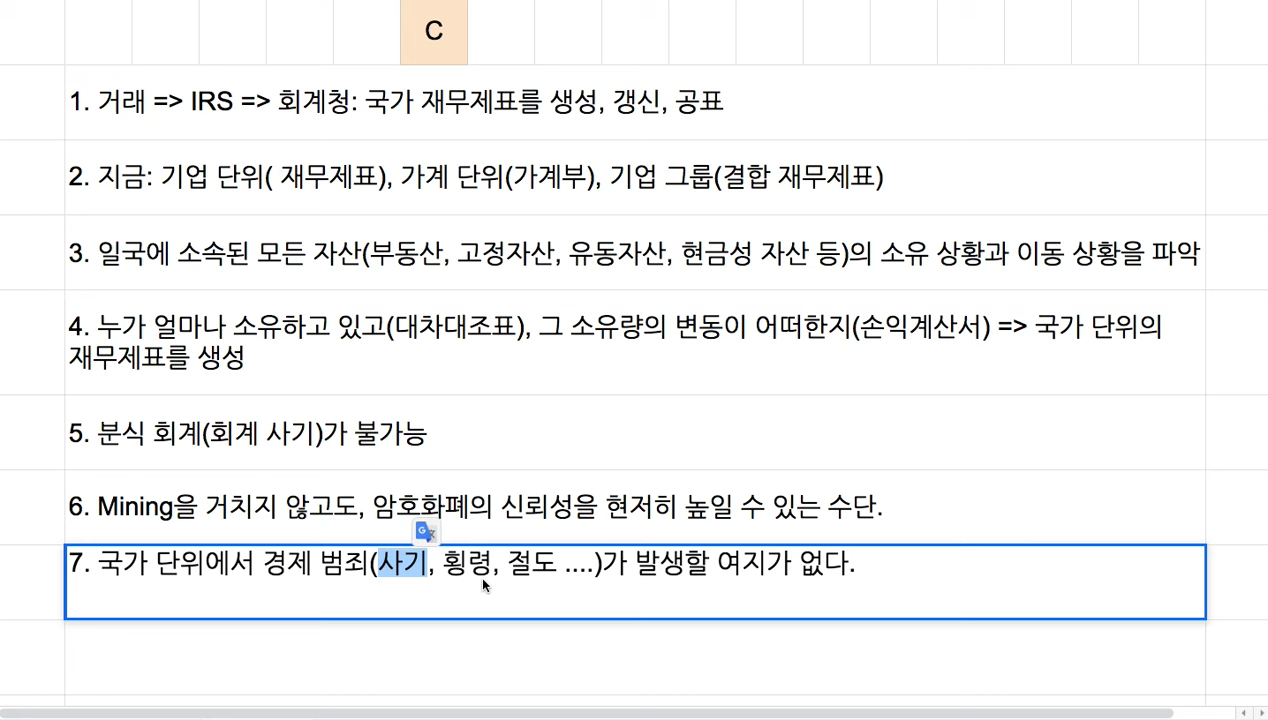 C
1. 거래 => IRS => 회계청: 국가 재무제표를 생성, 갱신, 공표
2. 지금: 기업 단위( 재무제표), 가계 단위(가계부), 기업 그룹(결합 재무제표)
3. 일국에 소속된 모든 자산(부동산, 고정자산, 유동자산, 현금성 자산 등)의 소유 상황과 이동 상황을 파악
4. 누가 얼마나 소유하고 있고(대차대조표), 그 소유량의 변동이 어떠한지(손익계산서) => 국가 단위의
재무제표를 생성
5. 분식 회계(회계 사기)가 불가능
6. Mining을 거치지 않고도, 암호화폐의 신뢰성을 현저히 높일 수 있는 수단.
7. 국가 단위에서 경제 범죄(사기, 횡령, 절도 ....)가 발생할 여지가 없다.